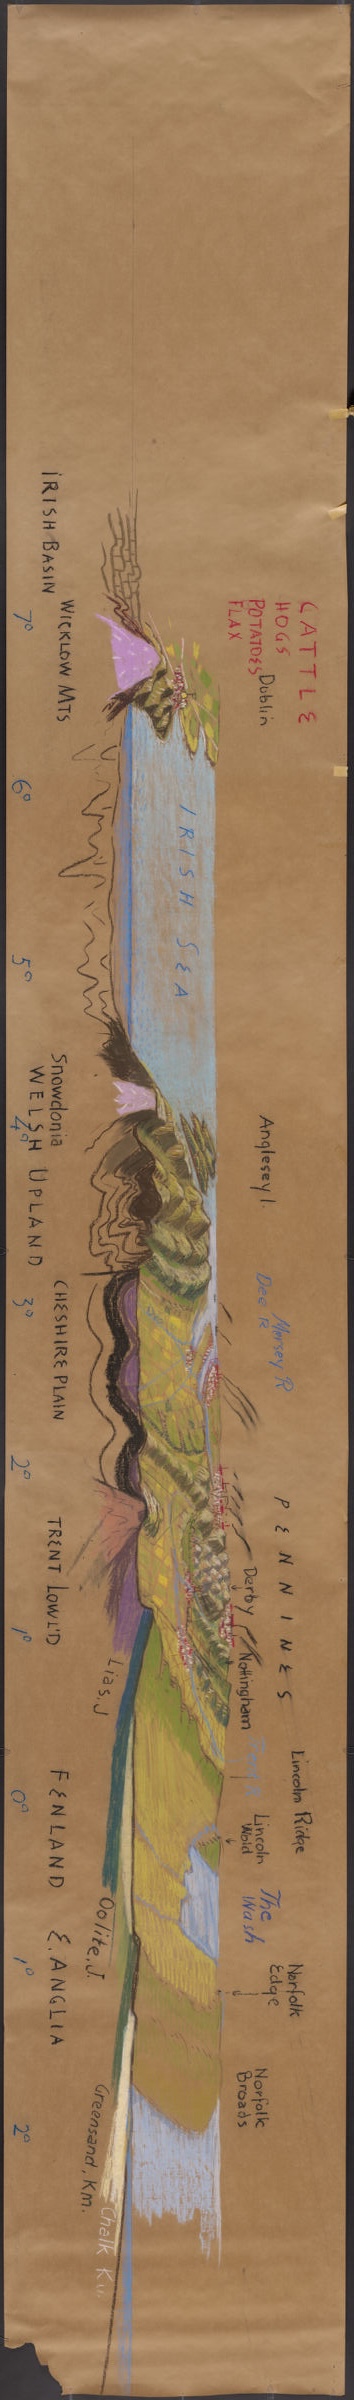 CATTLE
HOGS
POTATOES
FLAX
Dublin
IRISH SEA
Anglesey I.
Mersey R
Dee R
PENNINES
Derby
Nottingham
Lincoln Ridge
Lincoln
Wold
The
Wash
Norfolk
Edge
Norfolk
Broads
Lias, J
Oolite, J.
Greensand, Km.
Chalk Ku.
IRISH BASIN
WICKLOW MTS
Snowdonia
WELSH UPLAND
CHESHIRE PLAIN
TRENT LOWL'D
FENLAND
E. ANGLIA
7°
6°
5°
4°
3°
2°
1°
0°
1°
2°